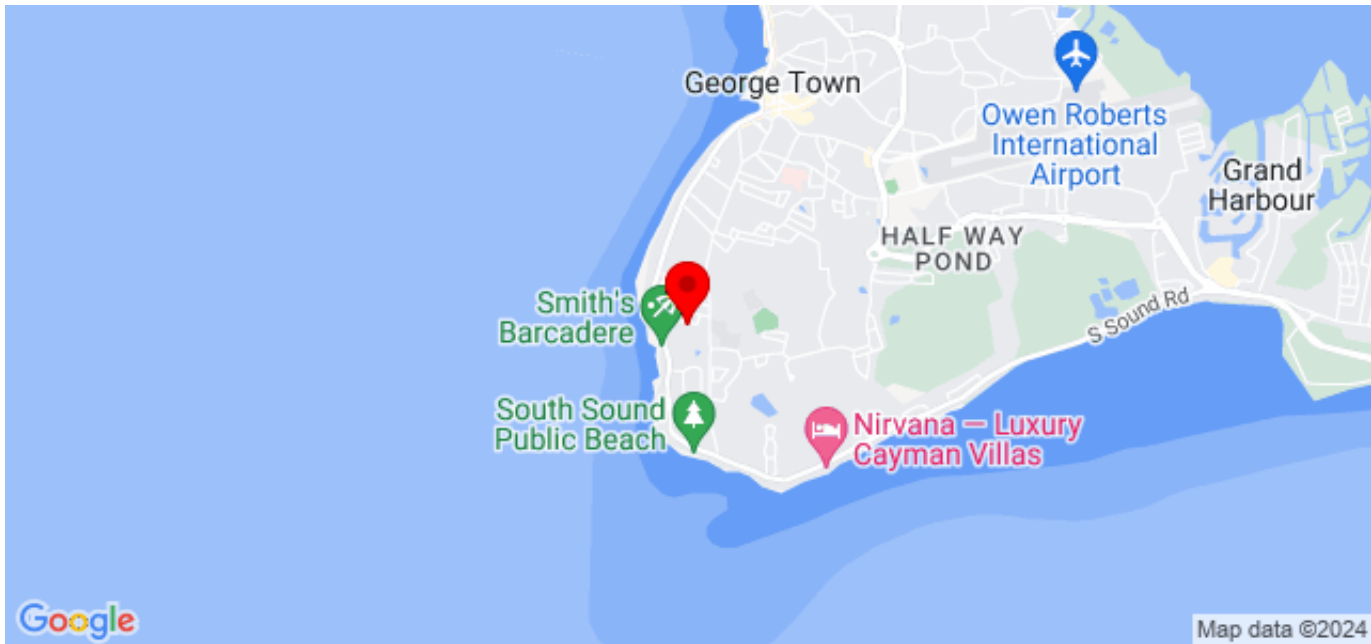 George Town
Owen Roberts
International
Airport
Grand
Harbour
HALF WAY
POND
Smith's
Barcadere
S Sound Rd
South Sound
Public Beach
Nirvana — Luxury
Cayman Villas
Google
Map data ©2024